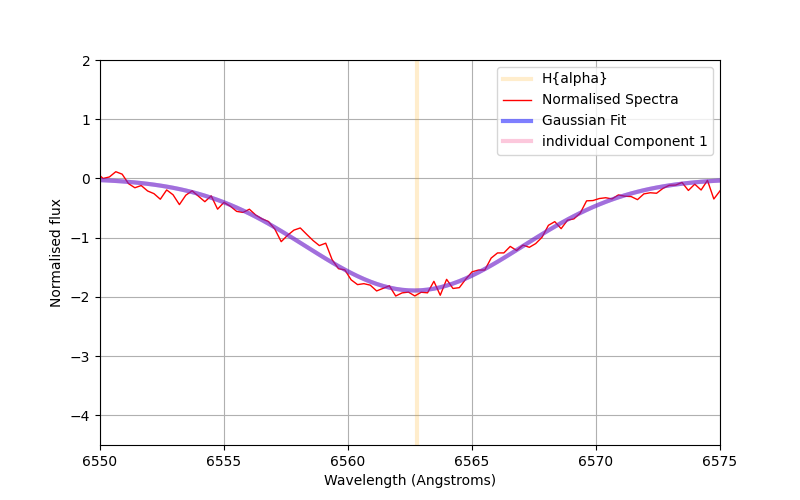 2
1
0
−1
−2
−3
−4
Normalised flux
6550 6555 6560 6565 6570 6575
Wavelength (Angstroms)
H{alpha}
Normalised Spectra
Gaussian Fit
individual Component 1